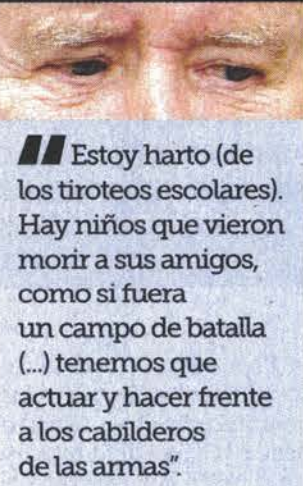 "Estoy harto (de
los tiroteos escolares).
Hay niños que vieron
morir a sus amigos,
como si fuera
un campo de batalla
(...) tenemos que
actuar y hacer frente
a los cabilderos
de las armas".